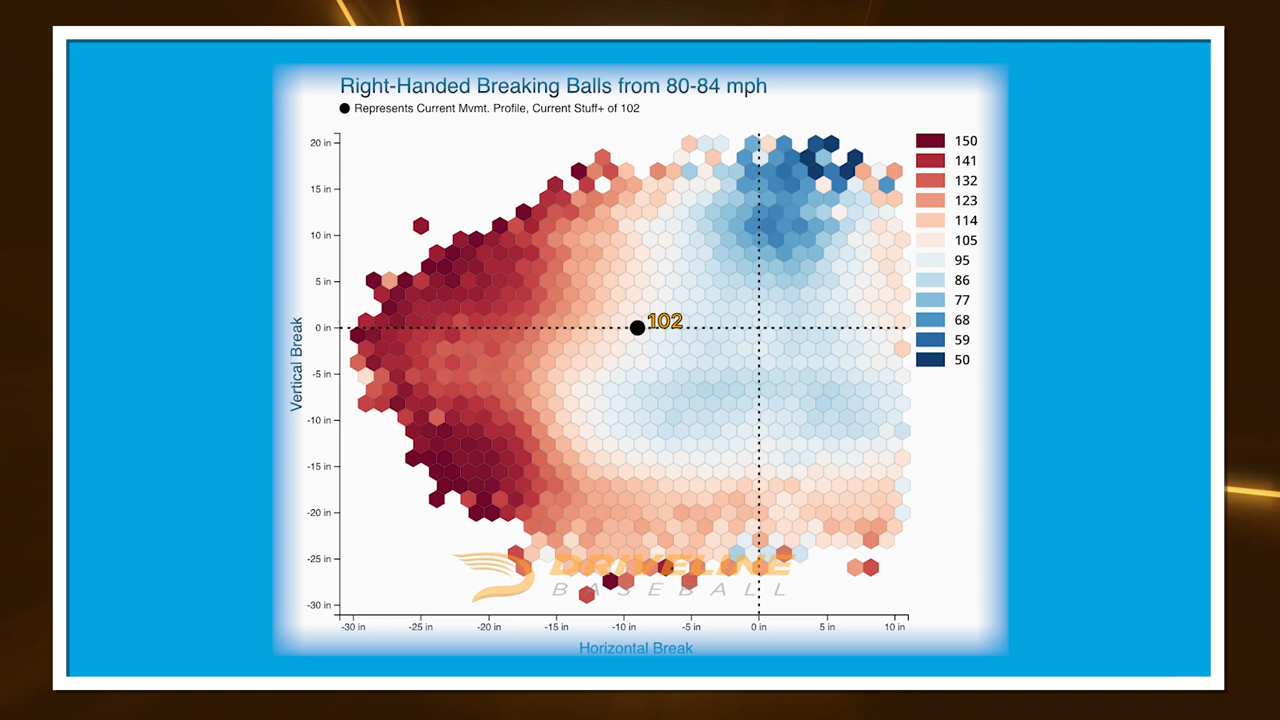 Right-Handed Breaking Balls from 80-84 mph
Represents Current Mvmt. Profile, Current Stuff+ of 102
20 in
15 in
10 in
5 in
0 in
-5 in
-10 in
-15 in
-20 in
-25 in
-30 in
Vertical Break
102
150
141
132
123
114
105
95
86
77
68
59
50
DRIVELINE
BASEBALL
-30 in
-25 in
-20 in
-15 in
-10 in
-5 in
0 in
5 in
10 in
Horizontal Break